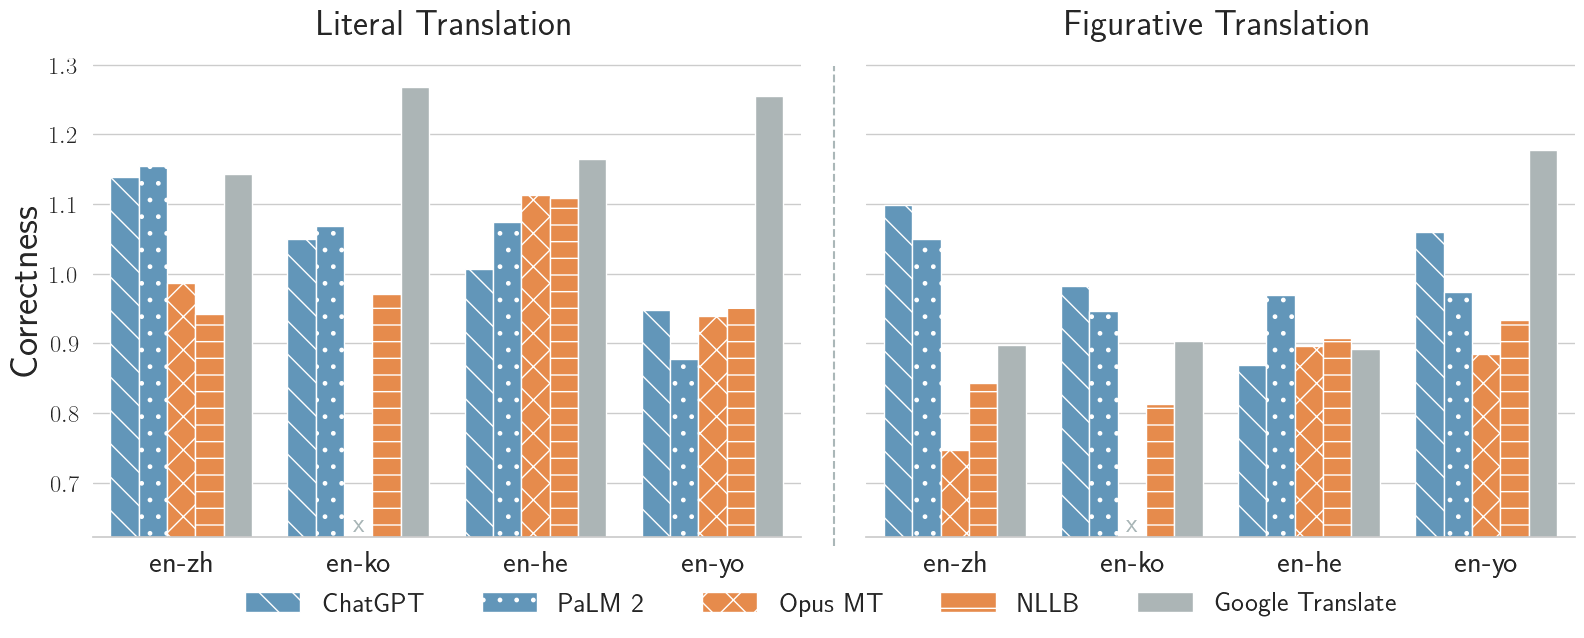 Literal Translation
Figurative Translation
Correctness
1.3
1.2
1.1
1.0
0.9
0.8
0.7
x
x
en-zh en-ko en-he en-yo
en-zh en-ko en-he en-yo
ChatGPT PaLM 2 Opus MT NLLB Google Translate